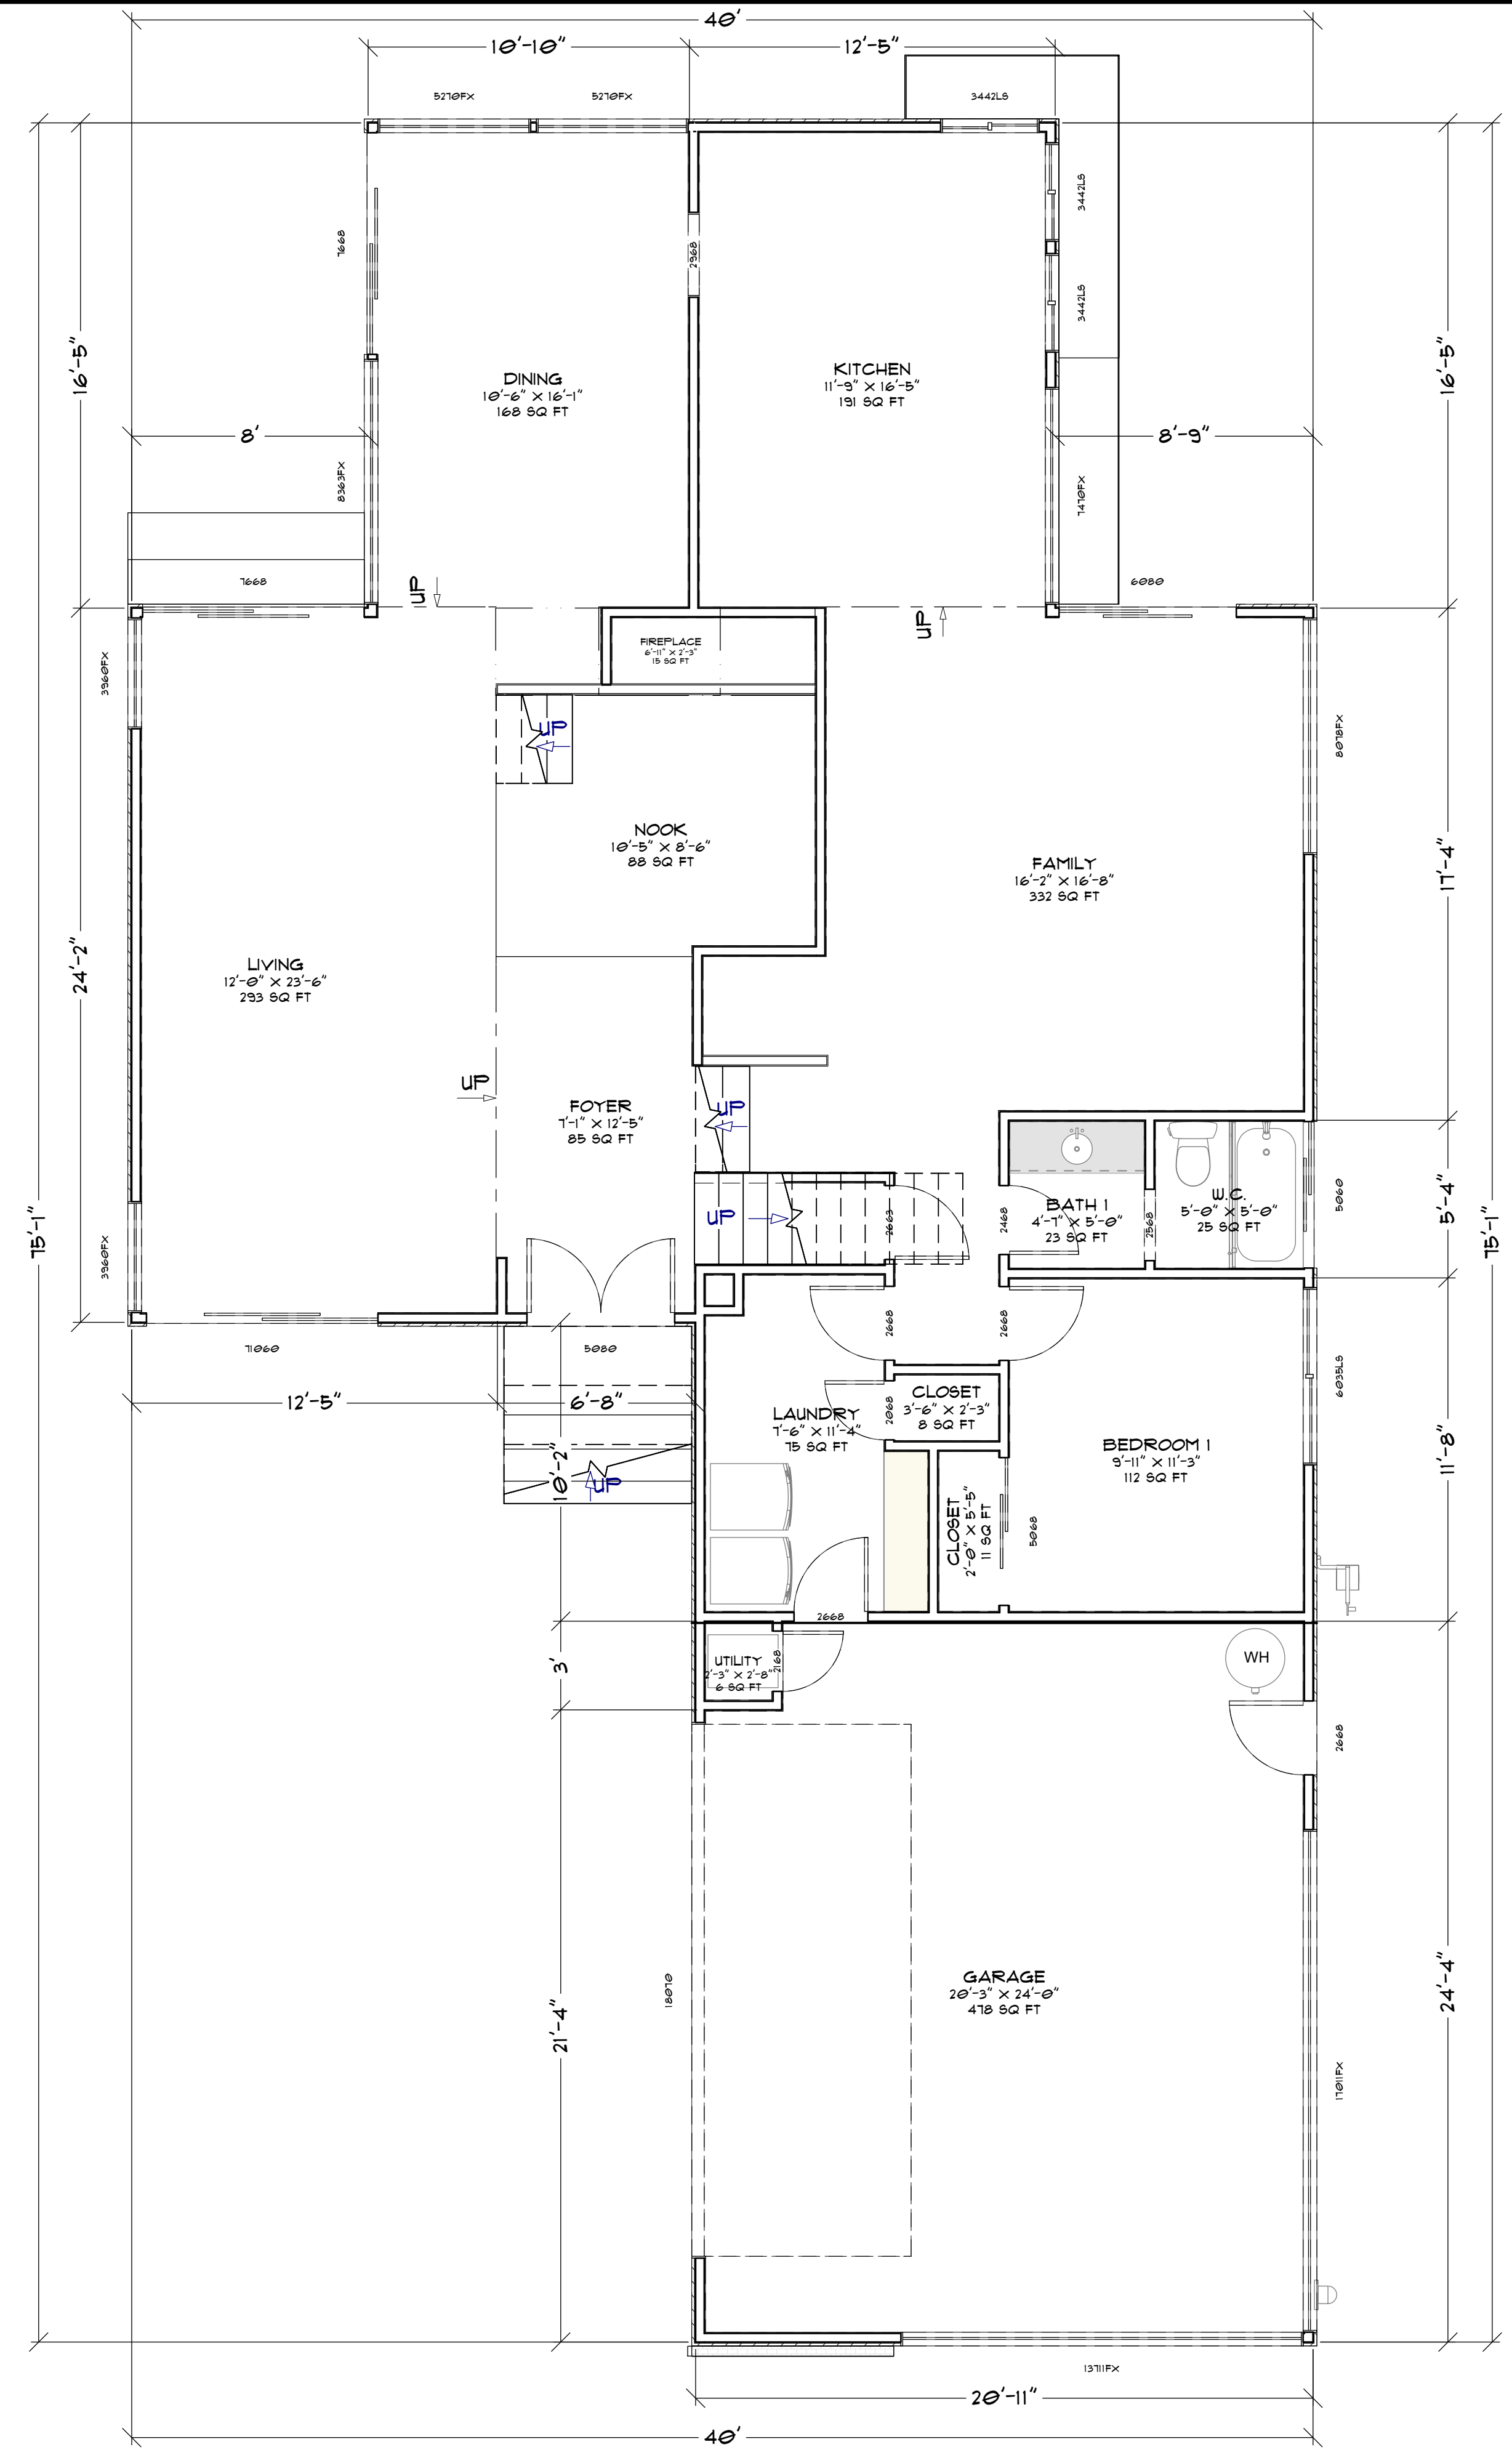 40'
10'-10"
12'-5"
5270FX
5270FX
3442LS
3442LS
7668
2968
3442LS
16'-5"
16'-5"
KITCHEN
11'-9" X 16'-5"
191 SQ FT
DINING
10'-6" X 16'-1"
168 SQ FT
8'
8'-9"
8363FX
7470FX
7668
UP
6080
UP
FIREPLACE
6'-11" X 2'-3"
15 SQ FT
3960FX
UP
8078FX
NOOK
10'-5" X 8'-6"
88 SQ FT
FAMILY
16'-2" X 16'-8"
332 SQ FT
17'-4"
24'-2"
LIVING
12'-0" X 23'-6"
293 SQ FT
UP
FOYER
7'-1" X 12'-5"
85 SQ FT
UP
UP
2663
2468
BATH 1
4'-7" X 5'-0"
23 SQ FT
2568
W.C.
5'-0" X 5'-0"
25 SQ FT
5060
5'-4"
75'-1"
75'-1"
3960FX
71060
5080
2668
2668
6035LS
12'-5"
6'-8"
LAUNDRY
7'-6" X 11'-4"
75 SQ FT
2068
CLOSET
3'-6" X 2'-3"
8 SQ FT
BEDROOM 1
9'-11" X 11'-3"
112 SQ FT
11'-8"
10'-2"
UP
CLOSET
2'-0" X 5'-5"
11 SQ FT
5068
2668
3'
UTILITY
2'-3" X 2'-8"
6 SQ FT
2168
WH
2668
GARAGE
20'-3" X 24'-0"
478 SQ FT
18070
21'-4"
24'-4"
17011FX
13711FX
20'-11"
40'